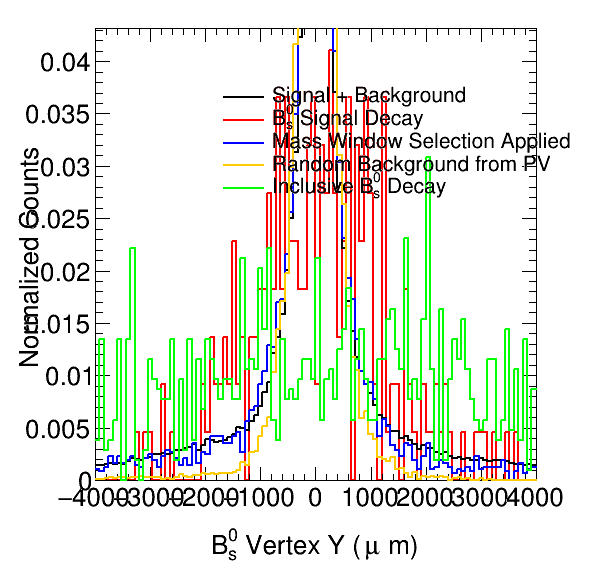 0.04
0.035
0.03
0.025
0.02
0.015
0.01
0.005
0
Normalized Counts
Signal + Background
B⁰ₛ Signal Decay
Mass Window Selection Applied
Random Background from PV
Inclusive B⁰ₛ Decay
−4000 −3000 −2000 −1000 0 1000 2000 3000 4000
B⁰ₛ Vertex Y (μ m)